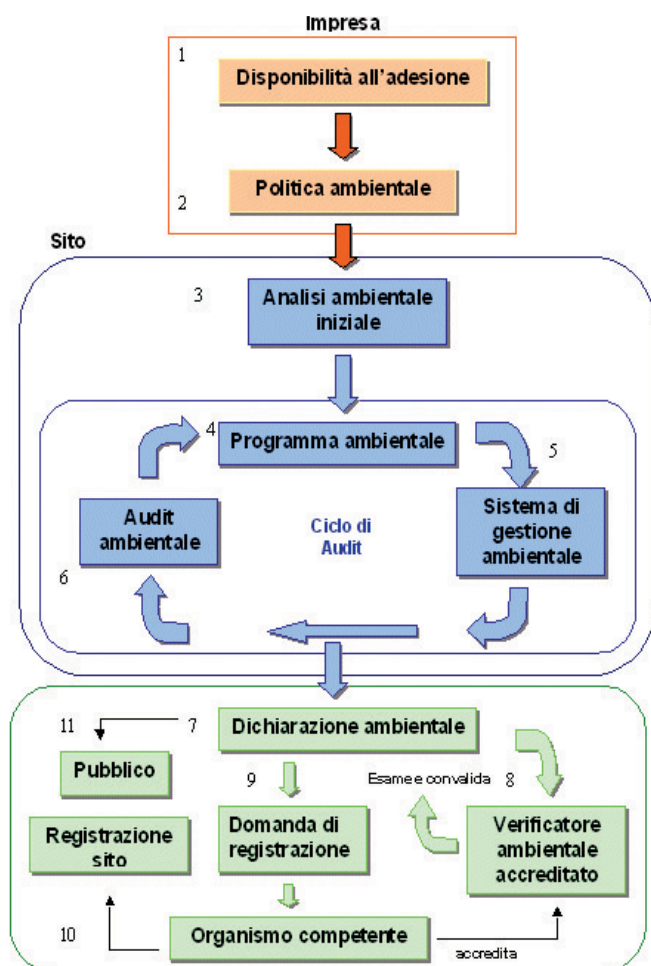 Impresa
1
Disponibilità all'adesione
Politica ambientale
2
Sito
3
Analisi ambientale
iniziale
4
Programma ambientale
5
Audit
ambientale
Ciclo di
Audit
Sistema di
gestione
ambientale
6
11
7
Dichiarazione ambientale
Pubblico
9
Esame e convalida
8
Registrazione
sito
Domanda di
registrazione
Verificatore
ambientale
accreditato
10
Organismo competente
accredita